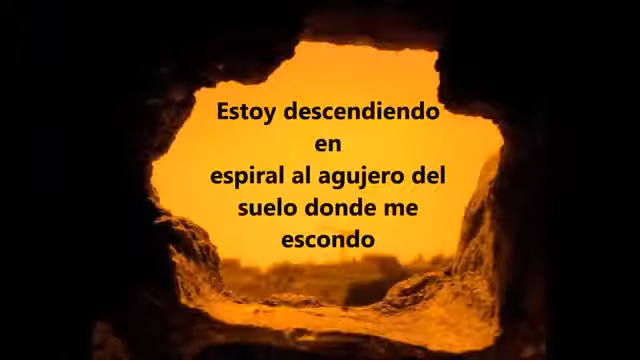 Estoy descendiendo
en
espiral al agujero del
suelo donde me
escondo